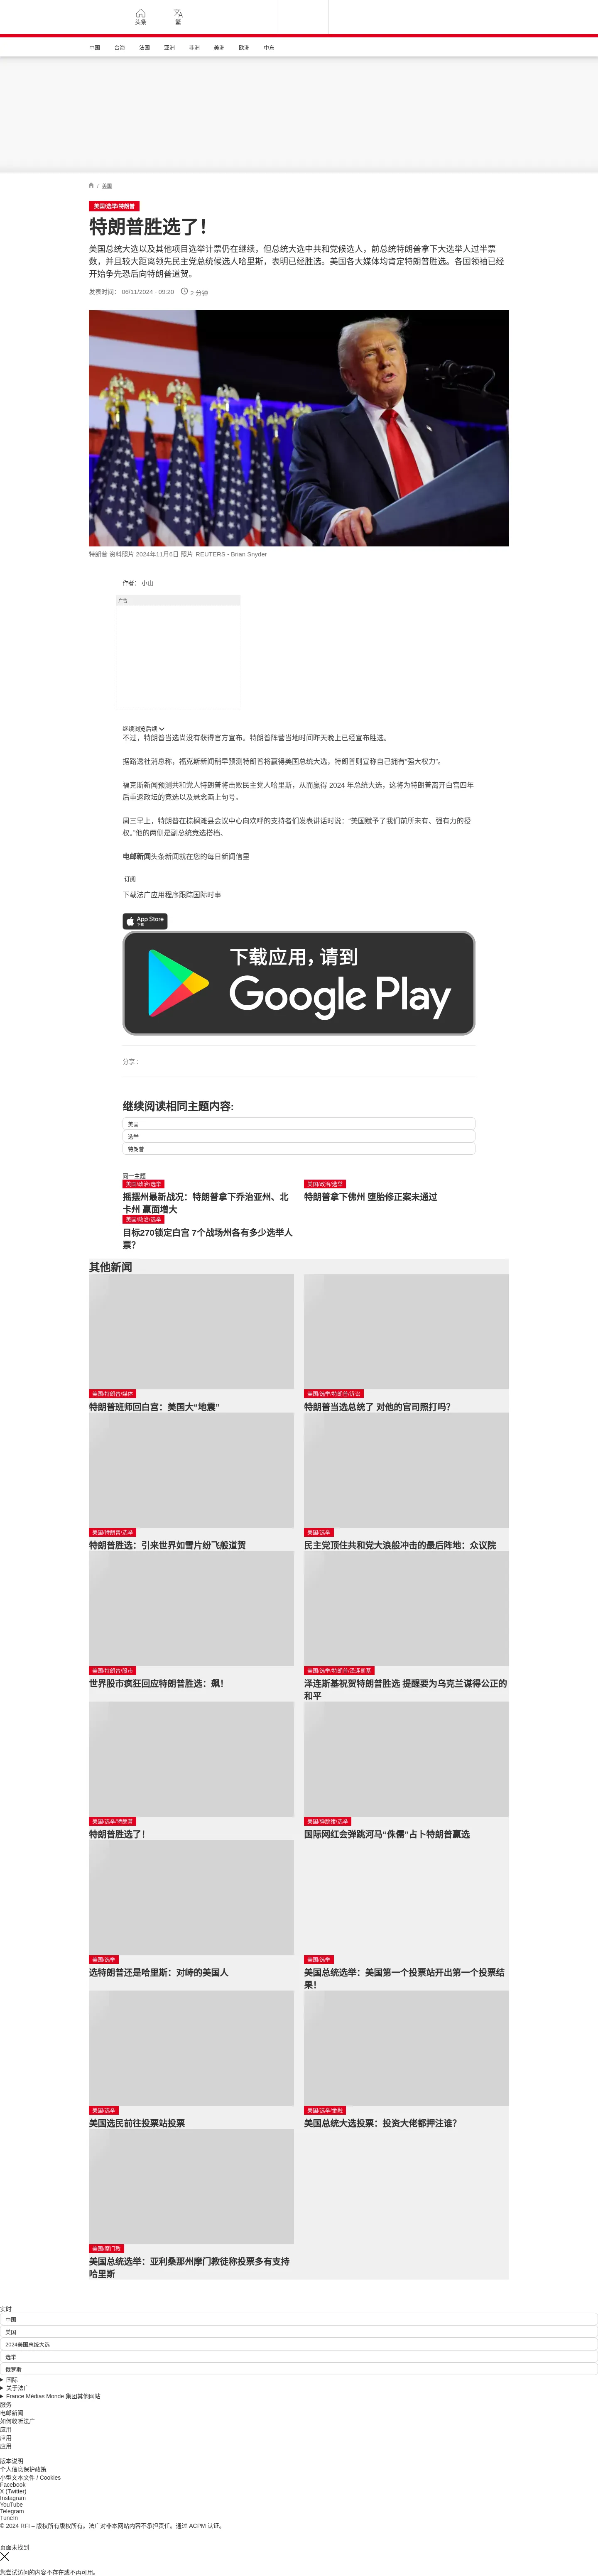 头条
繁
中国
台海
法国
亚洲
非洲
美洲
欧洲
中东
/ 美国
美国/选举/特朗普
特朗普胜选了！
美国总统大选以及其他项选举计票仍在继续，但总统大选中共和党候选人，前总统特朗普拿下大选举人过半票
数，并且较大距离领先民主党总统候选人哈里斯，表明已经胜选。美国各大媒体均肯定特朗普胜选。各国领袖已经
开始争先恐后向特朗普道贺。
发表时间： 06/11/2024 - 09:20 2 分钟
特朗普 资料照片 2024年11月6日 照片 REUTERS - Brian Snyder
作者： 小山
广告
继续浏览后续
不过，特朗普当选尚没有获得官方宣布。特朗普阵营当地时间昨天晚上已经宣布胜选。
据路透社消息称，福克斯新闻稍早预测特朗普将赢得美国总统大选，特朗普则宣称自己拥有“强大权力”。
福克斯新闻预测共和党人特朗普将击败民主党人哈里斯，从而赢得 2024 年总统大选。这将为特朗普离开白宫四年
后重返政坛的竞选以及悬念画上句号。
周三早上，特朗普在棕榈滩县会议中心向欢呼的支持者们发表讲话时说：“美国赋予了我们前所未有、强有力的授
权。”他的两侧是副总统竞选搭档。
电邮新闻头条新闻就在您的每日新闻信里
订阅
下载法广应用程序跟踪国际时事
App Store
下载
下载应用，请到
Google Play
分享 :
继续阅读相同主题内容:
美国
选举
特朗普
同一主题
美国/政治/选举
摇摆州最新战况：特朗普拿下乔治亚州、北
卡州 赢面增大
美国/政治/选举
特朗普拿下佛州 堕胎修正案未通过
美国/政治/选举
目标270锁定白宫 7个战场州各有多少选举人
票？
其他新闻
美国/特朗普/媒体
特朗普班师回白宫：美国大“地震”
美国/选举/特朗普/诉讼
特朗普当选总统了 对他的官司照打吗？
美国/特朗普/选举
特朗普胜选：引来世界如雪片纷飞般道贺
美国/选举
民主党顶住共和党大浪般冲击的最后阵地：众议院
美国/特朗普/股市
世界股市疯狂回应特朗普胜选：飙！
美国/选举/特朗普/泽连斯基
泽连斯基祝贺特朗普胜选 提醒要为乌克兰谋得公正的
和平
美国/选举/特朗普
特朗普胜选了！
美国/弹跳猪/选举
国际网红会弹跳河马“侏儒”占卜特朗普赢选
美国/选举
选特朗普还是哈里斯：对峙的美国人
美国/选举
美国总统选举：美国第一个投票站开出第一个投票结
果！
美国/选举
美国选民前往投票站投票
美国/选举/金融
美国总统大选投票：投资大佬都押注谁？
美国/摩门教
美国总统选举：亚利桑那州摩门教徒称投票多有支持
哈里斯
实时
中国
美国
2024美国总统大选
选举
俄罗斯
国际
关于法广
France Médias Monde 集团其他网站
服务
电邮新闻
如何收听法广
应用
应用
应用
版本说明
个人信息保护政策
小型文本文件 / Cookies
Facebook
X (Twitter)
Instagram
YouTube
Telegram
TuneIn
© 2024 RFI – 版权所有版权所有。法广对非本网站内容不承担责任。通过 ACPM 认证。
页面未找到
您尝试访问的内容不存在或不再可用。